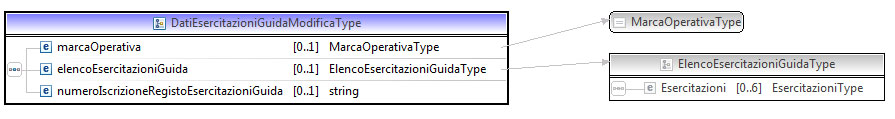 DatiEsercitazioniGuidaModificaType
marcaOperativa [0..1] MarcaOperativaType
elencoEsercitazioniGuida [0..1] ElencoEsercitazioniGuidaType
numeroIscrizioneRegistoEsercitazioniGuida [0..1] string
MarcaOperativaType
ElencoEsercitazioniGuidaType
Esercitazioni [0..6] EsercitazioniType